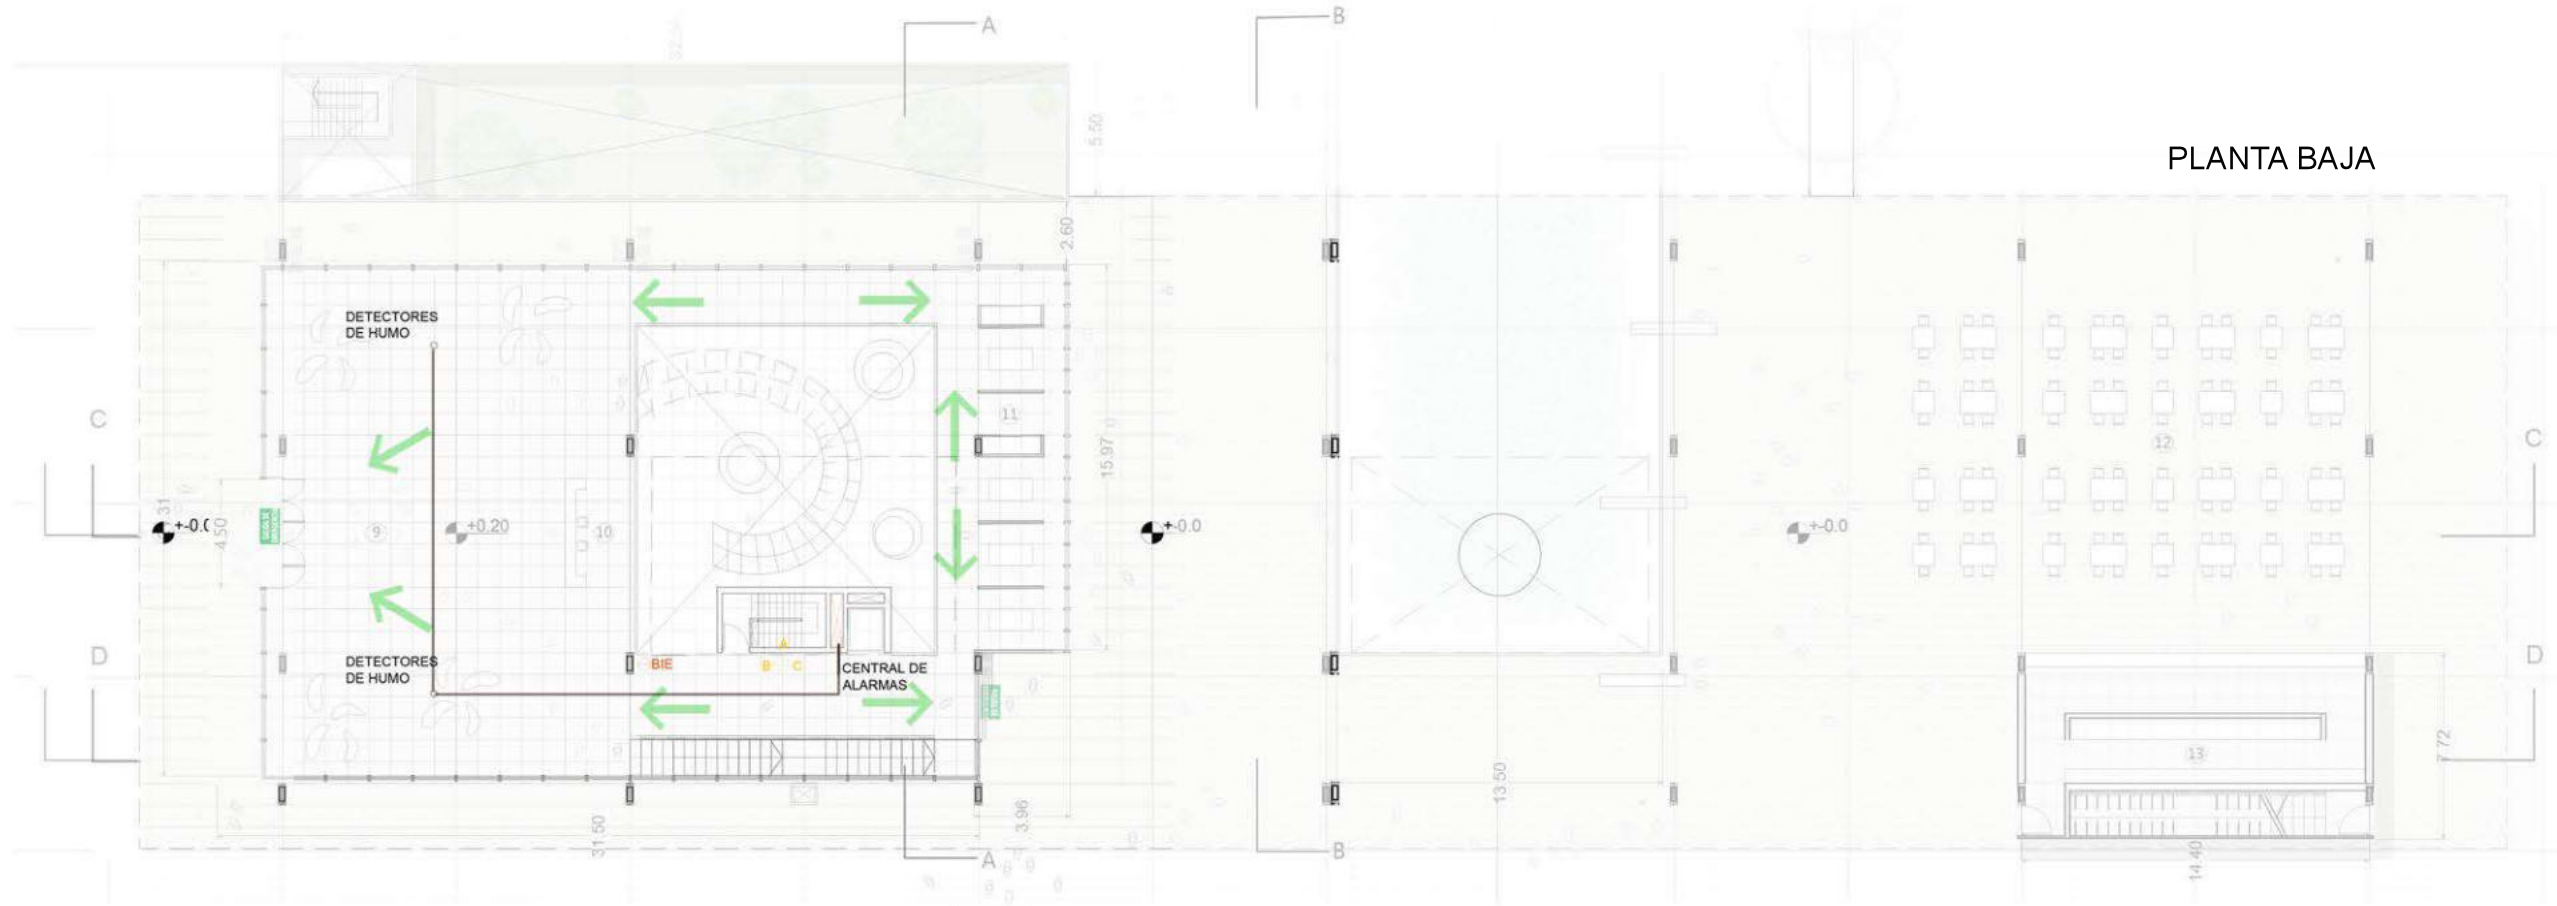 A
B
32.50
5.50
PLANTA BAJA
2.60
DETECTORES
DE HUMO
C
11
15.97
12
C
+-0.0
4.50
9
+0.20
10
+-0.0
+-0.0
D
DETECTORES
DE HUMO
BIE
A
B
C
CENTRAL DE
ALARMAS
D
13
7.72
13.50
3.96
31.50
A
B
14.40